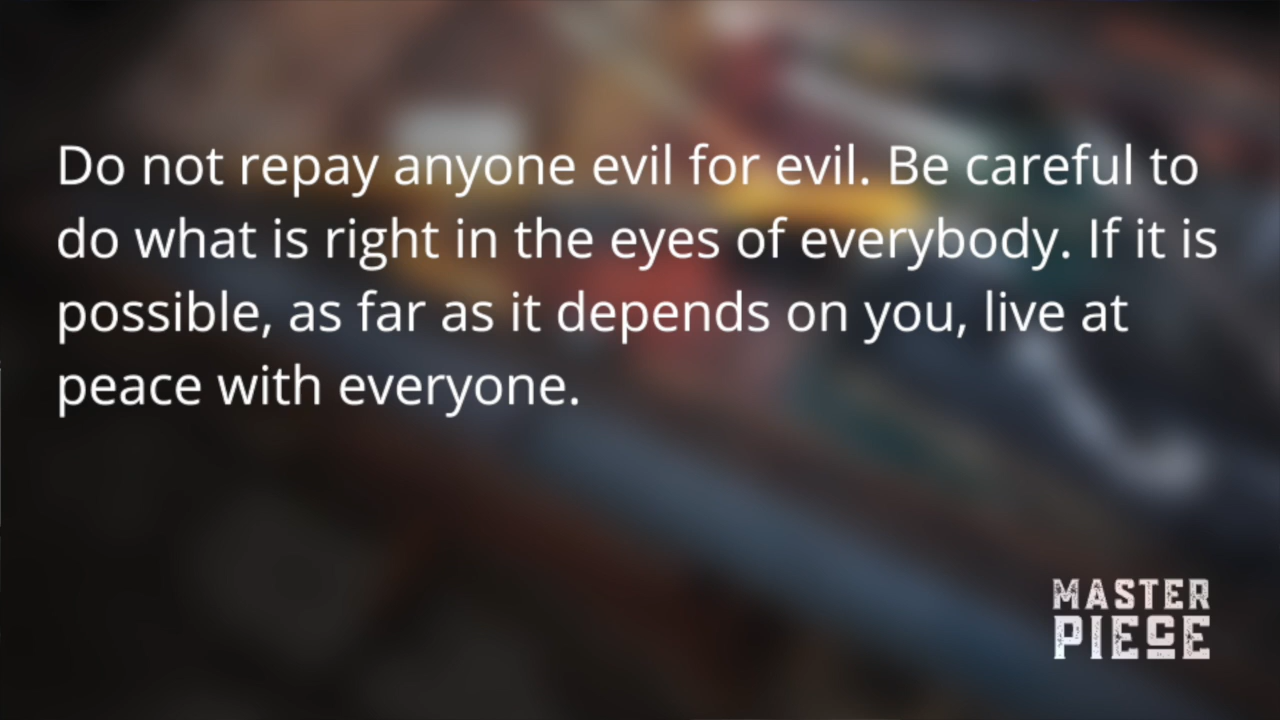 Do not repay anyone evil for evil. Be careful to
do what is right in the eyes of everybody. If it is
possible, as far as it depends on you, live at
peace with everyone.
MASTER
PIECE